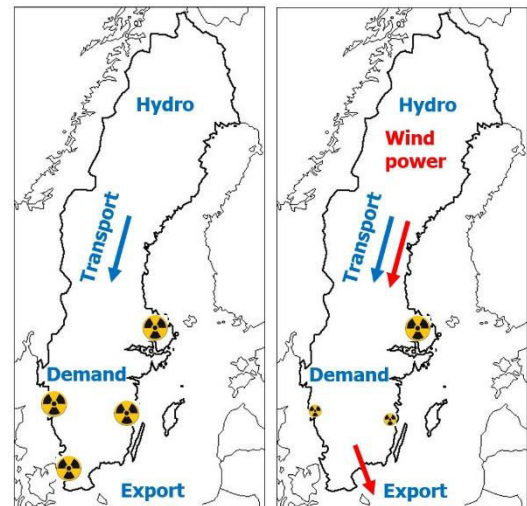 Hydro
Transport
Demand
Export
Hydro
Wind
power
Transport
Demand
Export